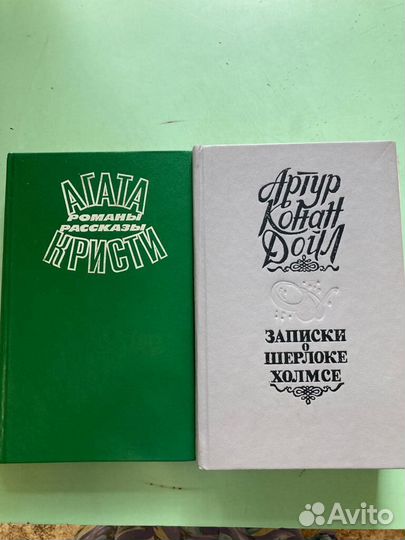 АГАТА
РОМАНЫ
РАССКАЗЫ
КРИСТИ
Артур
Конан
Дойл
ЗАПИСКИ
О
ШЕРЛОКЕ
ХОЛМСЕ
Avito